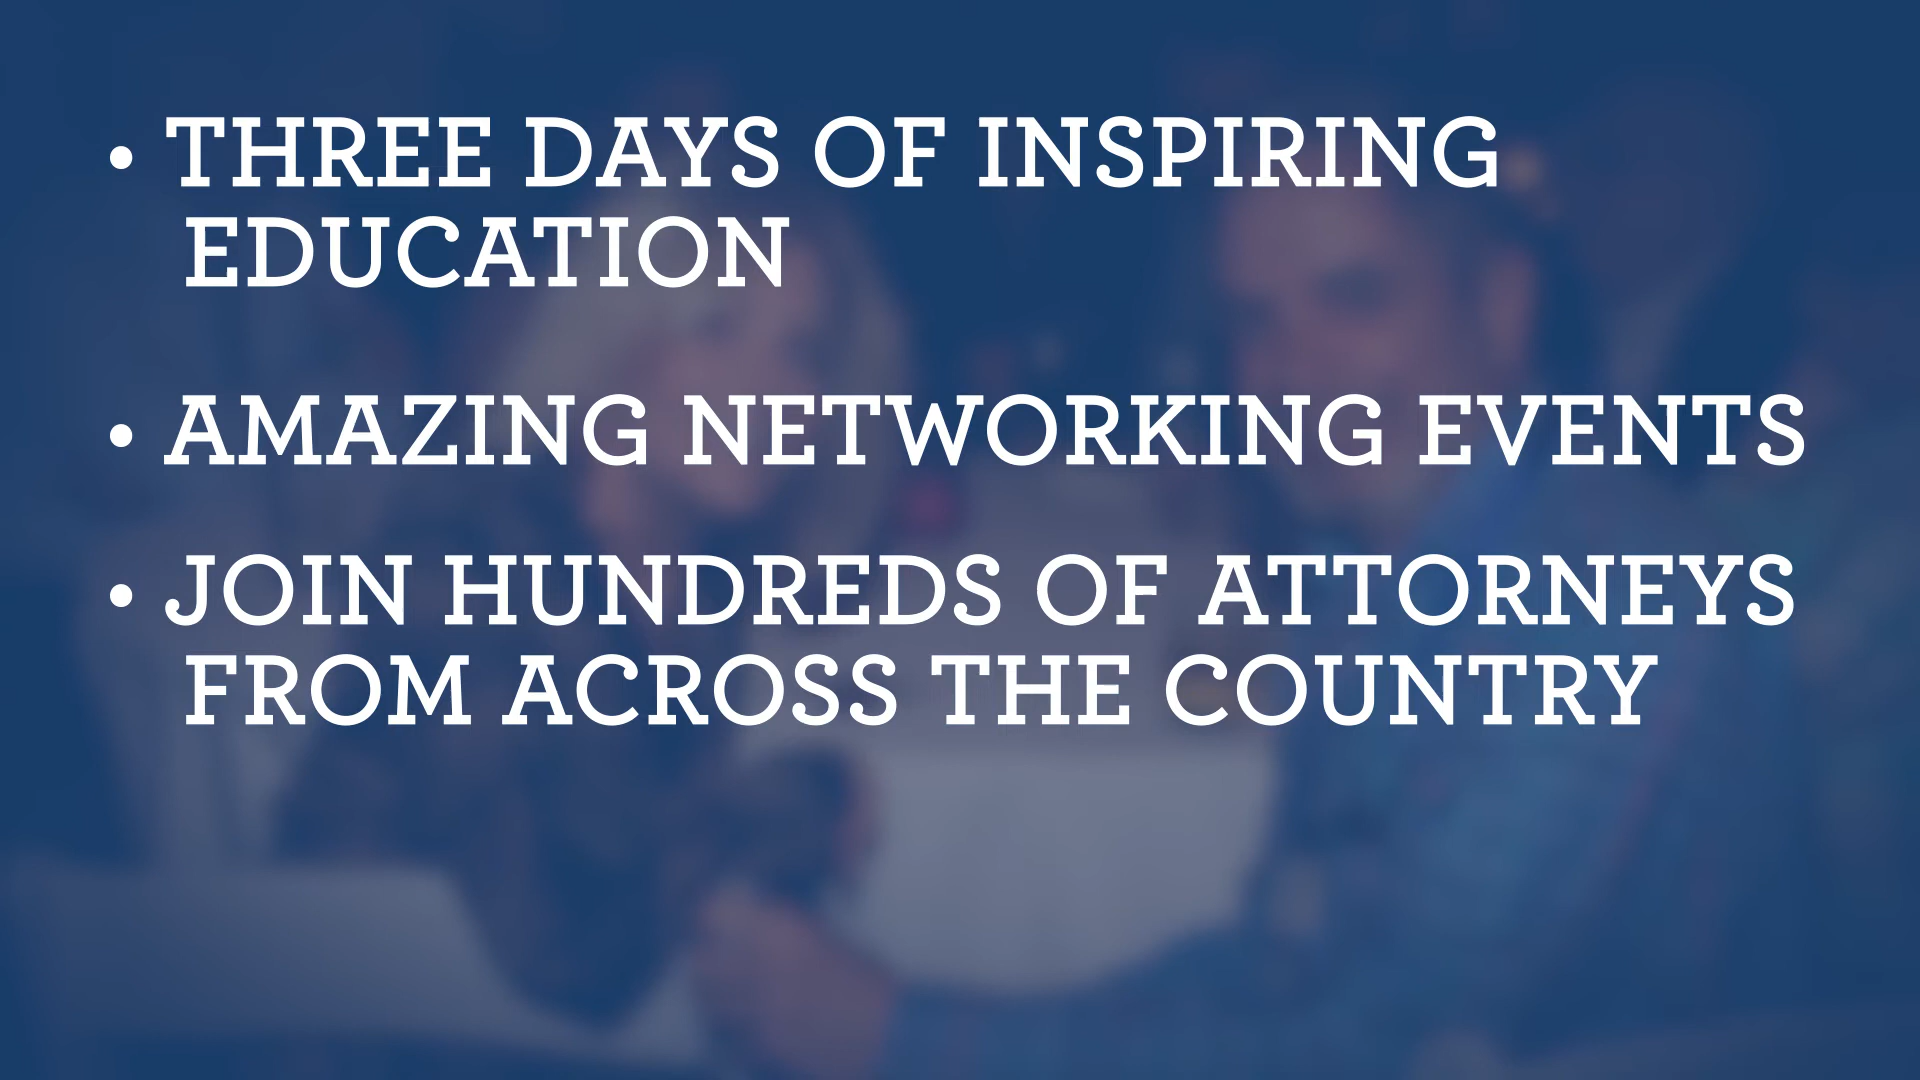 • THREE DAYS OF INSPIRING
EDUCATION
• AMAZING NETWORKING EVENTS
• JOIN HUNDREDS OF ATTORNEYS
FROM ACROSS THE COUNTRY